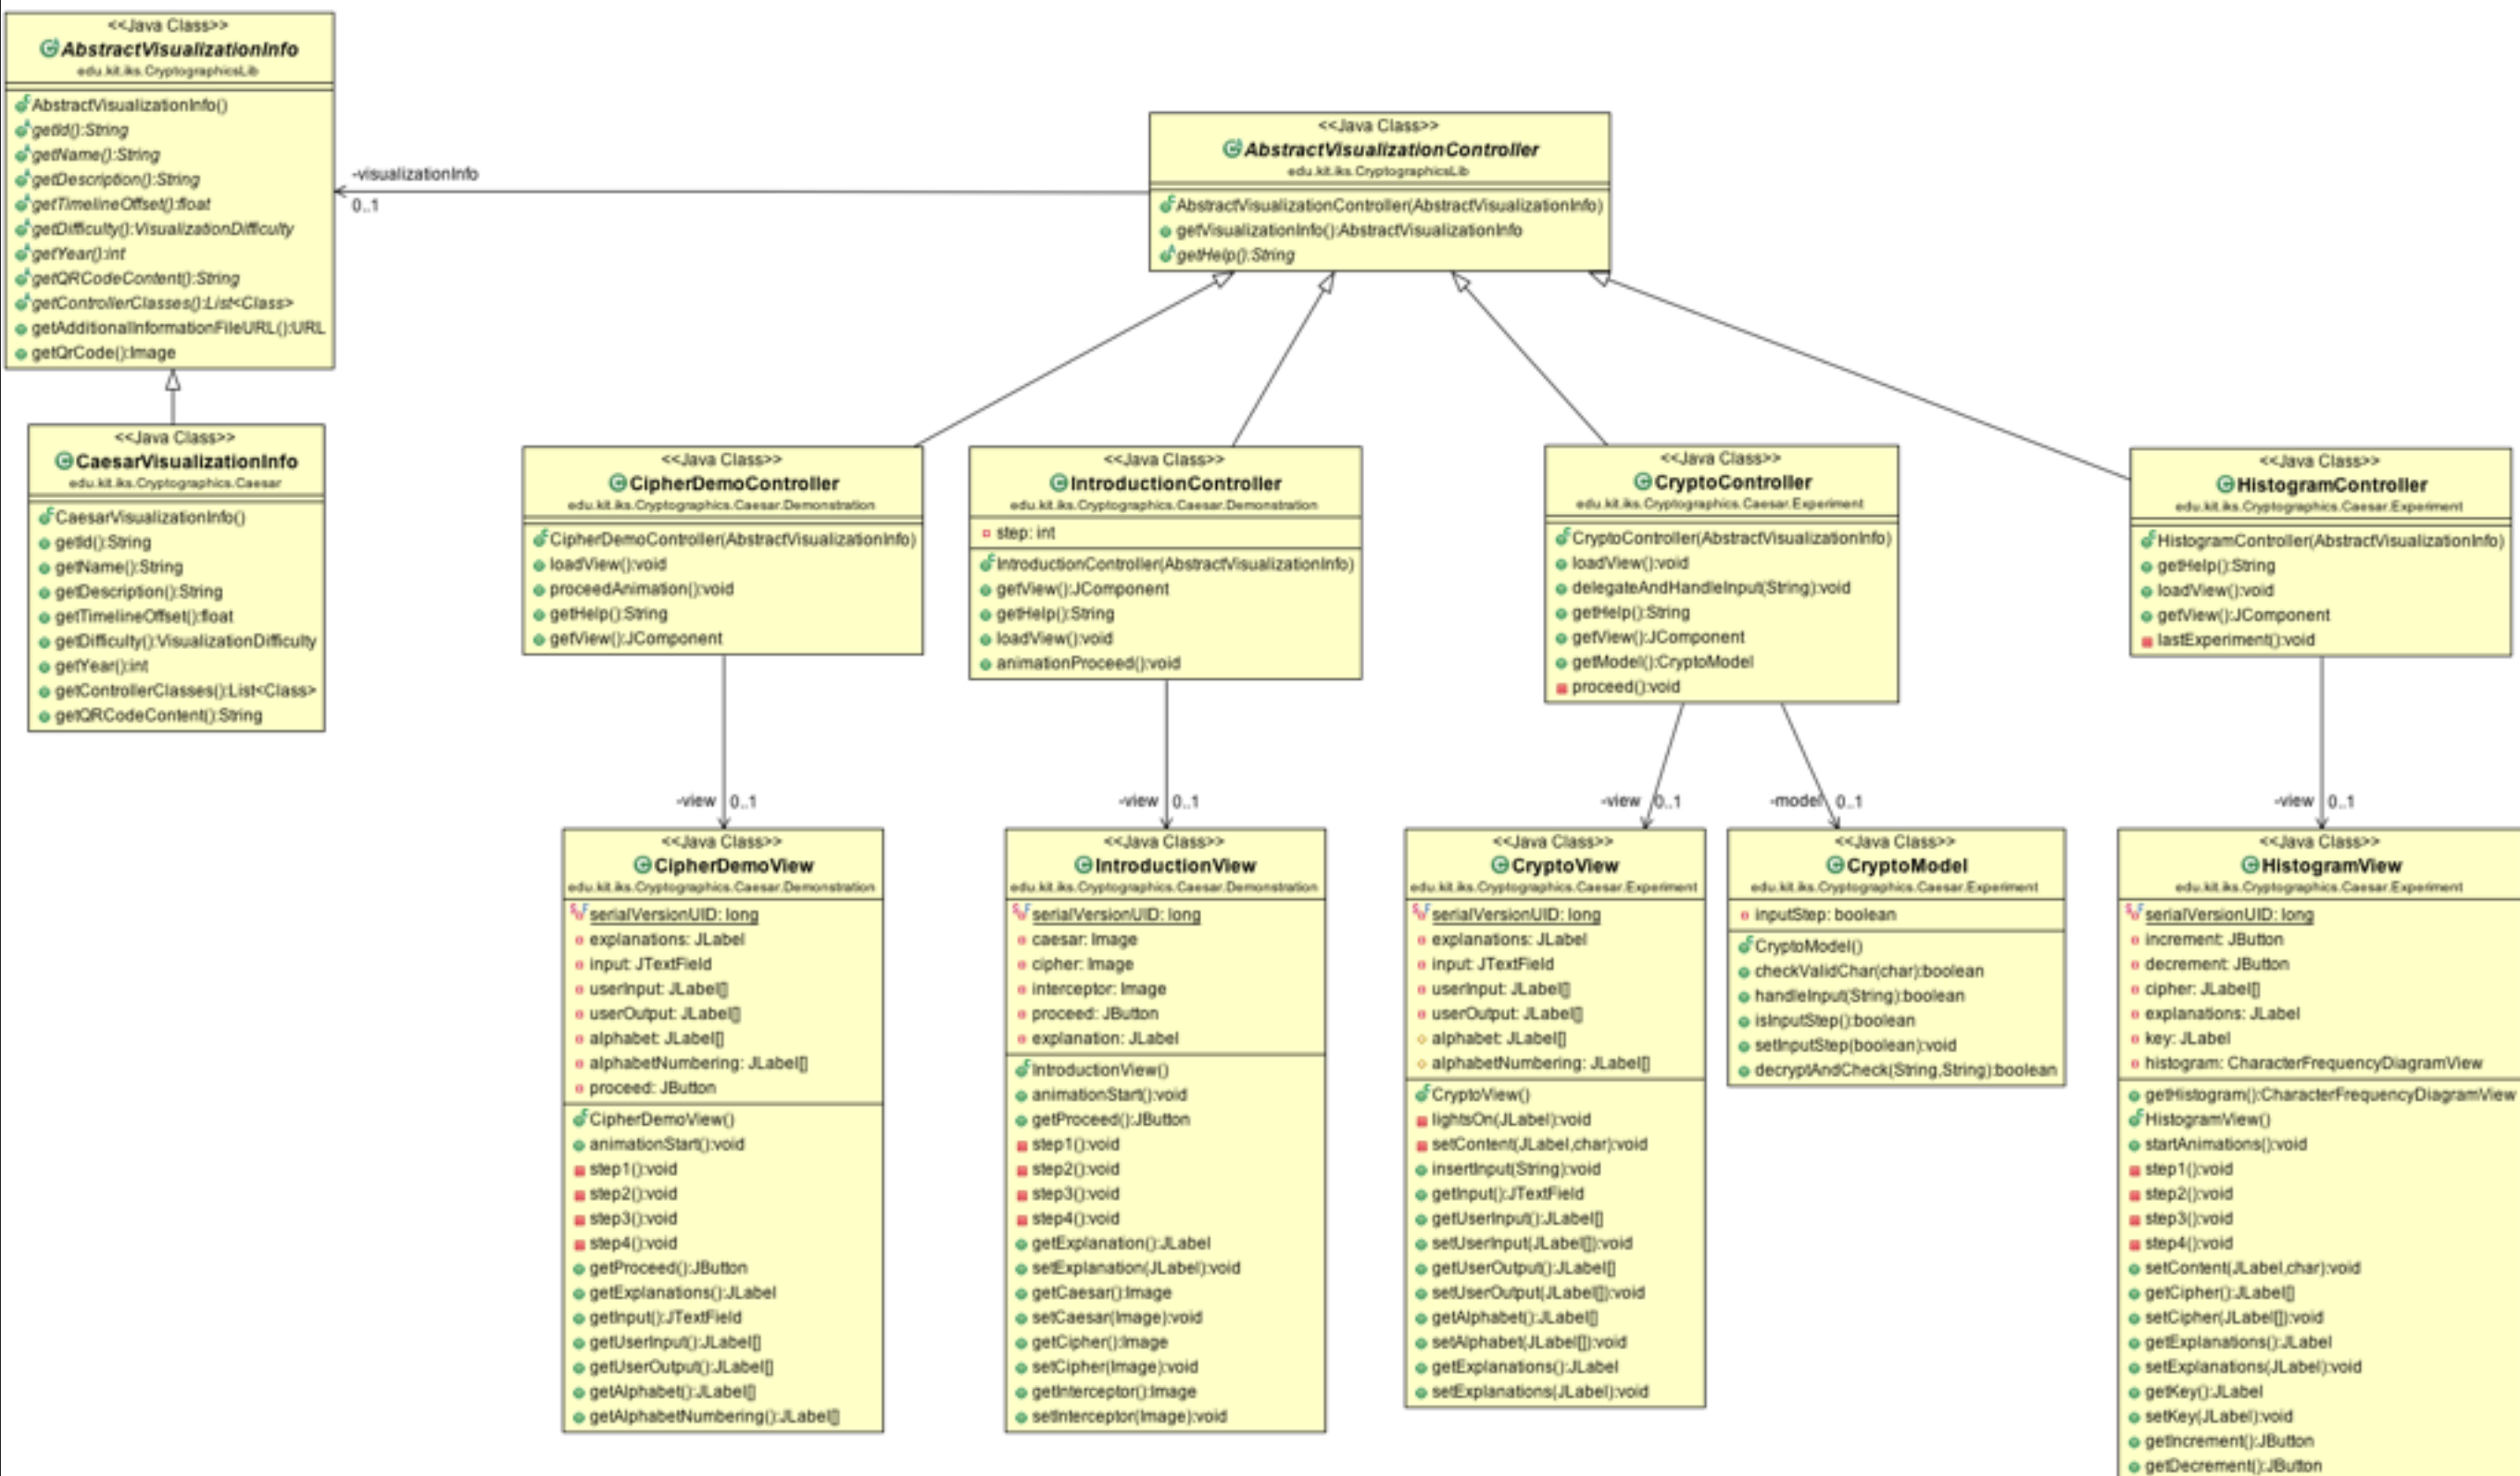 <<Java Class>>
AbstractVisualizationInfo
edu.kit.iks.CryptographicsLib
AbstractVisualizationInfo()
getId():String
getName():String
getDescription():String
getTimelineOffset():float
getDifficulty():VisualizationDifficulty
getYear():int
getQRCodeContent():String
getControllerClasses():List<Class>
getAdditionalInformationFileURL():URL
getQrCode():Image
-visualizationInfo
0..1
<<Java Class>>
AbstractVisualizationController
edu.kit.iks.CryptographicsLib
AbstractVisualizationController(AbstractVisualizationInfo)
getVisualizationInfo():AbstractVisualizationInfo
getHelp():String
<<Java Class>>
CaesarVisualizationInfo
edu.kit.iks.Cryptographics.Caesar
CaesarVisualizationInfo()
getId():String
getName():String
getDescription():String
getTimelineOffset():float
getDifficulty():VisualizationDifficulty
getYear():int
getControllerClasses():List<Class>
getQRCodeContent():String
<<Java Class>>
CipherDemoController
edu.kit.iks.Cryptographics.Caesar.Demonstration
CipherDemoController(AbstractVisualizationInfo)
loadView():void
proceedAnimation():void
getHelp():String
getView():JComponent
<<Java Class>>
IntroductionController
edu.kit.iks.Cryptographics.Caesar.Demonstration
step: int
IntroductionController(AbstractVisualizationInfo)
getView():JComponent
getHelp():String
loadView():void
animationProceed():void
<<Java Class>>
CryptoController
edu.kit.iks.Cryptographics.Caesar.Experiment
CryptoController(AbstractVisualizationInfo)
loadView():void
delegateAndHandleInput(String):void
getHelp():String
getView():JComponent
getModel():CryptoModel
proceed():void
<<Java Class>>
HistogramController
edu.kit.iks.Cryptographics.Caesar.Experiment
HistogramController(AbstractVisualizationInfo)
getHelp():String
loadView():void
getView():JComponent
lastExperiment():void
-view 0..1
-view 0..1
-view 0..1
-model 0..1
-view 0..1
<<Java Class>>
CipherDemoView
edu.kit.iks.Cryptographics.Caesar.Demonstration
serialVersionUID: long
explanations: JLabel
input: JTextField
userInput: JLabel[]
userOutput: JLabel[]
alphabet: JLabel[]
alphabetNumbering: JLabel[]
proceed: JButton
CipherDemoView()
animationStart():void
step1():void
step2():void
step3():void
step4():void
getProceed():JButton
getExplanations():JLabel
getInput():JTextField
getUserInput():JLabel[]
getUserOutput():JLabel[]
getAlphabet():JLabel[]
getAlphabetNumbering():JLabel[]
<<Java Class>>
IntroductionView
edu.kit.iks.Cryptographics.Caesar.Demonstration
serialVersionUID: long
caesar: Image
cipher: Image
interceptor: Image
proceed: JButton
explanation: JLabel
IntroductionView()
animationStart():void
getProceed():JButton
step1():void
step2():void
step3():void
step4():void
getExplanation():JLabel
setExplanation(JLabel):void
getCaesar():Image
setCaesar(Image):void
getCipher():Image
setCipher(Image):void
getInterceptor():Image
setInterceptor(Image):void
<<Java Class>>
CryptoView
edu.kit.iks.Cryptographics.Caesar.Experiment
serialVersionUID: long
explanations: JLabel
input: JTextField
userInput: JLabel[]
userOutput: JLabel[]
alphabet: JLabel[]
alphabetNumbering: JLabel[]
CryptoView()
lightsOn(JLabel):void
setContent(JLabel,char):void
insertInput(String):void
getInput():JTextField
getUserInput():JLabel[]
setUserInput(JLabel[]):void
getUserOutput():JLabel[]
setUserOutput(JLabel[]):void
getAlphabet():JLabel[]
setAlphabet(JLabel[]):void
getExplanations():JLabel
setExplanations(JLabel):void
<<Java Class>>
CryptoModel
edu.kit.iks.Cryptographics.Caesar.Experiment
inputStep: boolean
CryptoModel()
checkValidChar(char):boolean
handleInput(String):boolean
isInputStep():boolean
setInputStep(boolean):void
decryptAndCheck(String,String):boolean
<<Java Class>>
HistogramView
edu.kit.iks.Cryptographics.Caesar.Experiment
serialVersionUID: long
increment: JButton
decrement: JButton
cipher: JLabel[]
explanations: JLabel
key: JLabel
histogram: CharacterFrequencyDiagramView
getHistogram():CharacterFrequencyDiagramView
HistogramView()
startAnimations():void
step1():void
step2():void
step3():void
step4():void
setContent(JLabel,char):void
getCipher():JLabel[]
setCipher(JLabel[]):void
getExplanations():JLabel
setExplanations(JLabel):void
getKey():JLabel
setKey(JLabel):void
getIncrement():JButton
getDecrement():JButton